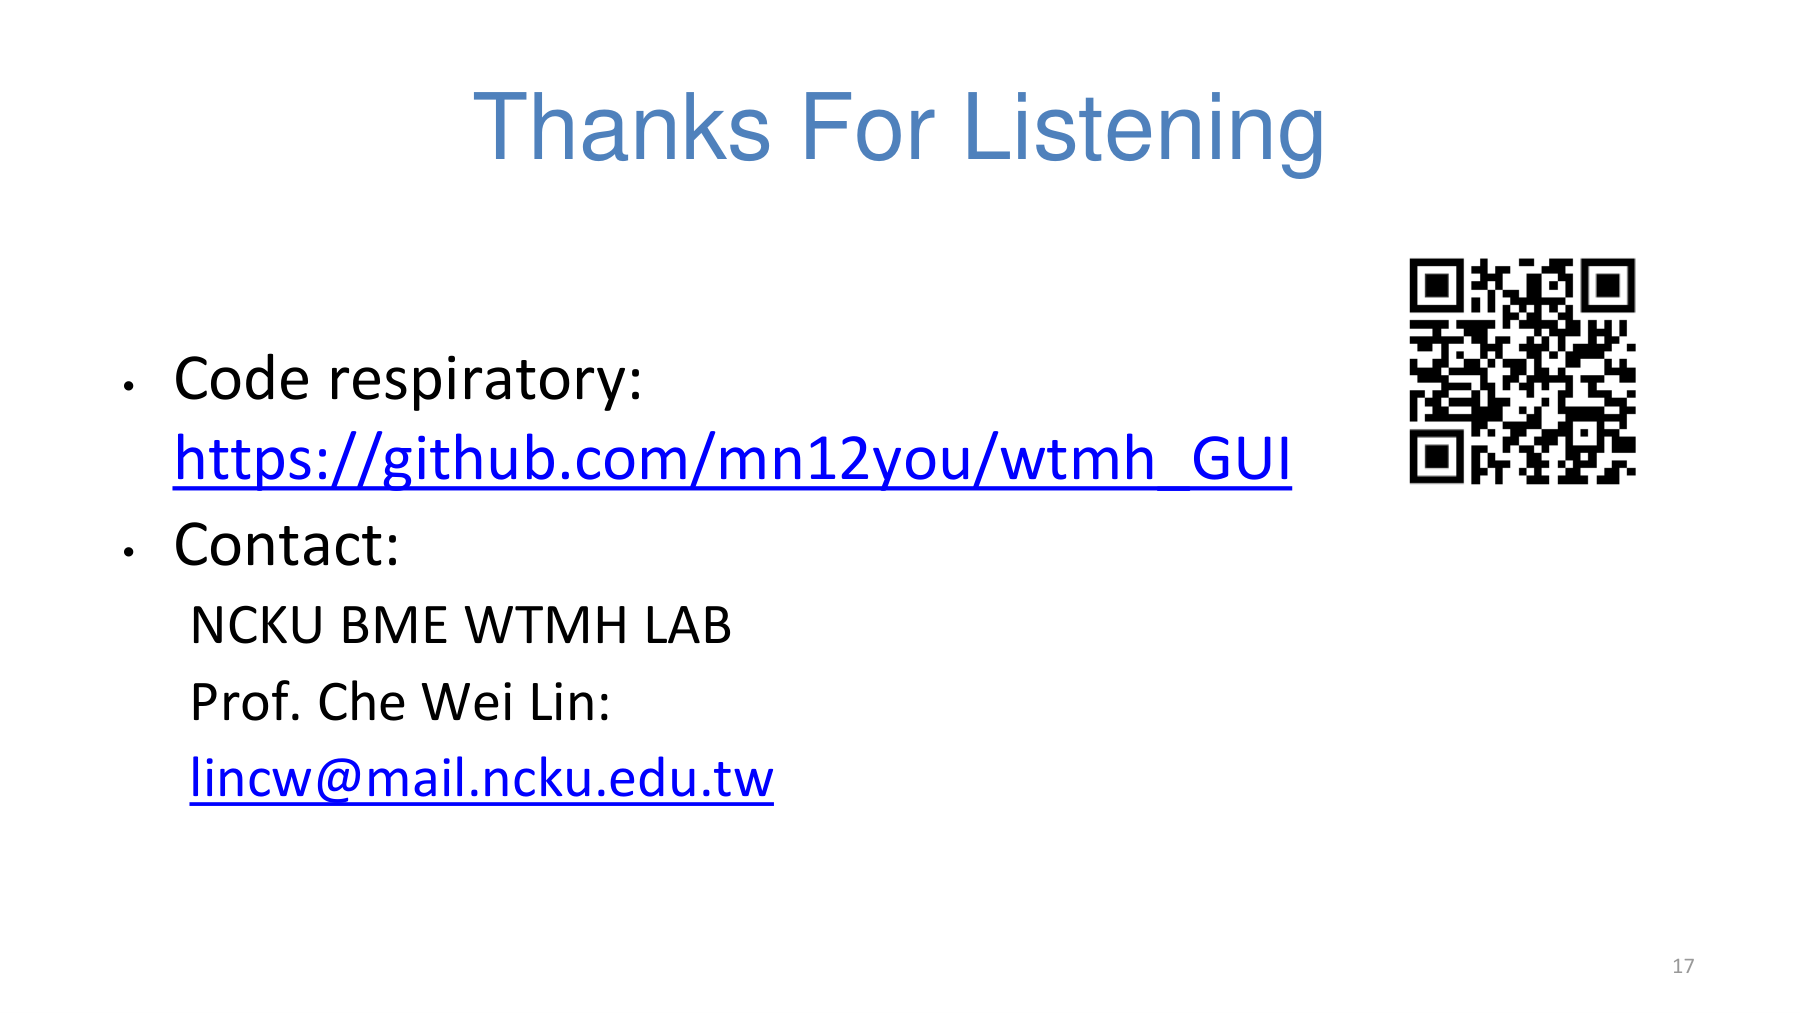 Thanks For Listening
• Code respiratory:
https://github.com/mn12you/wtmh_GUI
• Contact:
NCKU BME WTMH LAB
Prof. Che Wei Lin:
lincw@mail.ncku.edu.tw
17